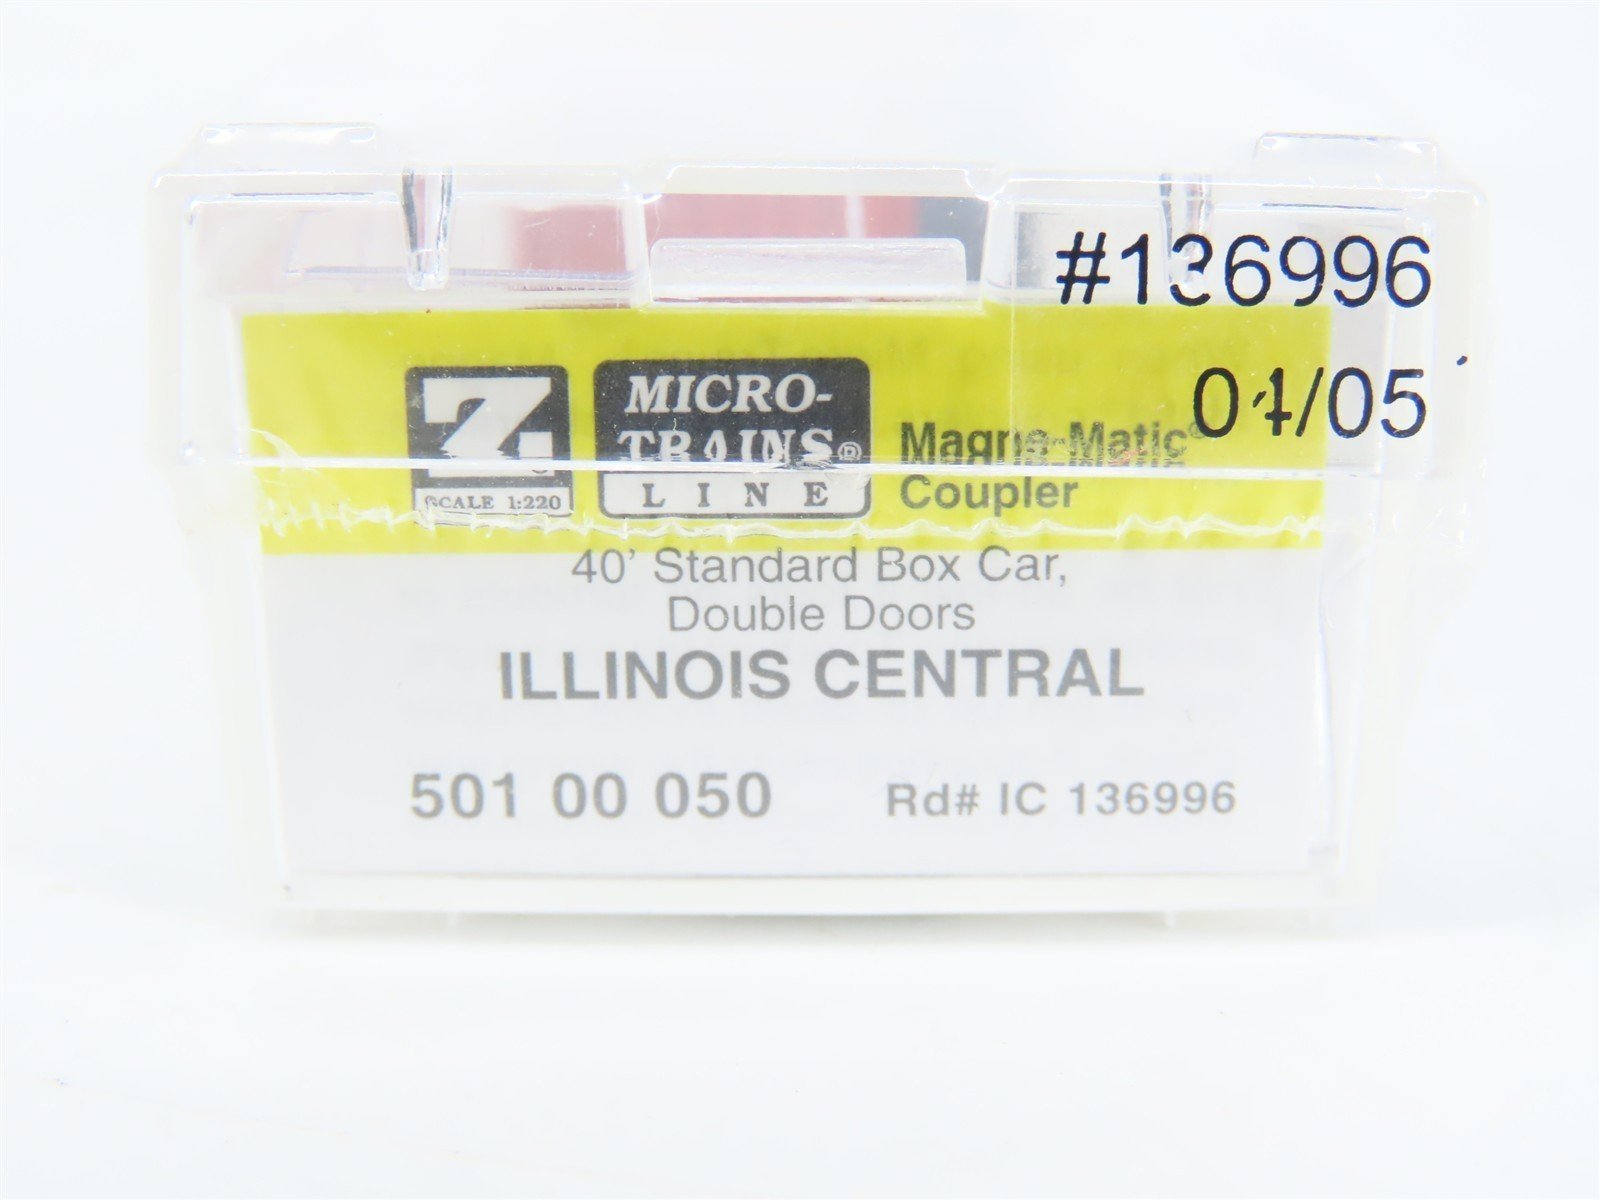 #136996
04/05
Z
SCALE 1:220
MICRO-
TRAINS®
LINE
Magne-Matic®
Coupler
40' Standard Box Car,
Double Doors
ILLINOIS CENTRAL
501 00 050 Rd# IC 136996